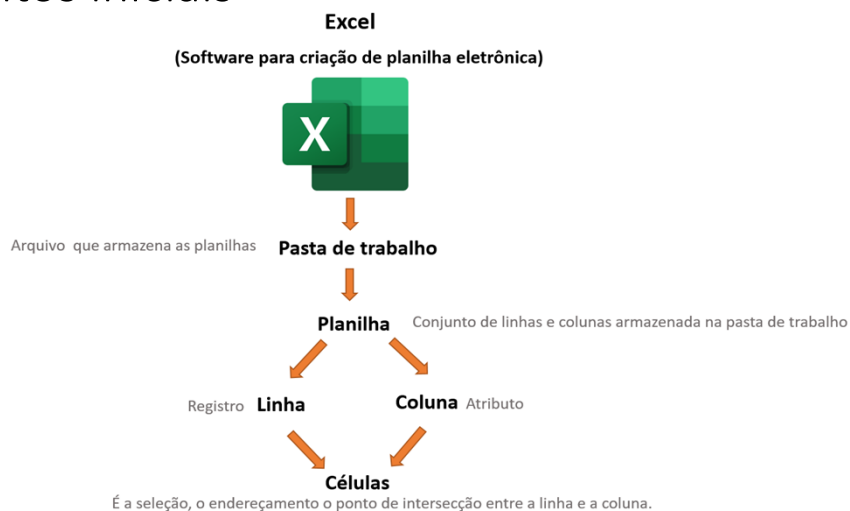 Excel
(Software para criação de planilha eletrônica)
X
Arquivo que armazena as planilhas Pasta de trabalho
Planilha Conjunto de linhas e colunas armazenada na pasta de trabalho
Registro Linha Coluna Atributo
Células
É a seleção, o endereçamento o ponto de intersecção entre a linha e a coluna.